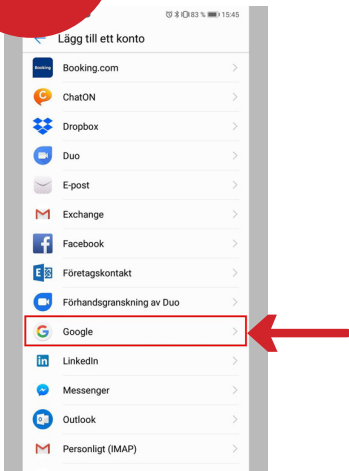 83 % 15:45
Lägg till ett konto
Booking
Booking.com
ChatON
Dropbox
Duo
E-post
Exchange
Facebook
Företagskontakt
Förhandsgranskning av Duo
Google
LinkedIn
Messenger
Outlook
Personligt (IMAP)